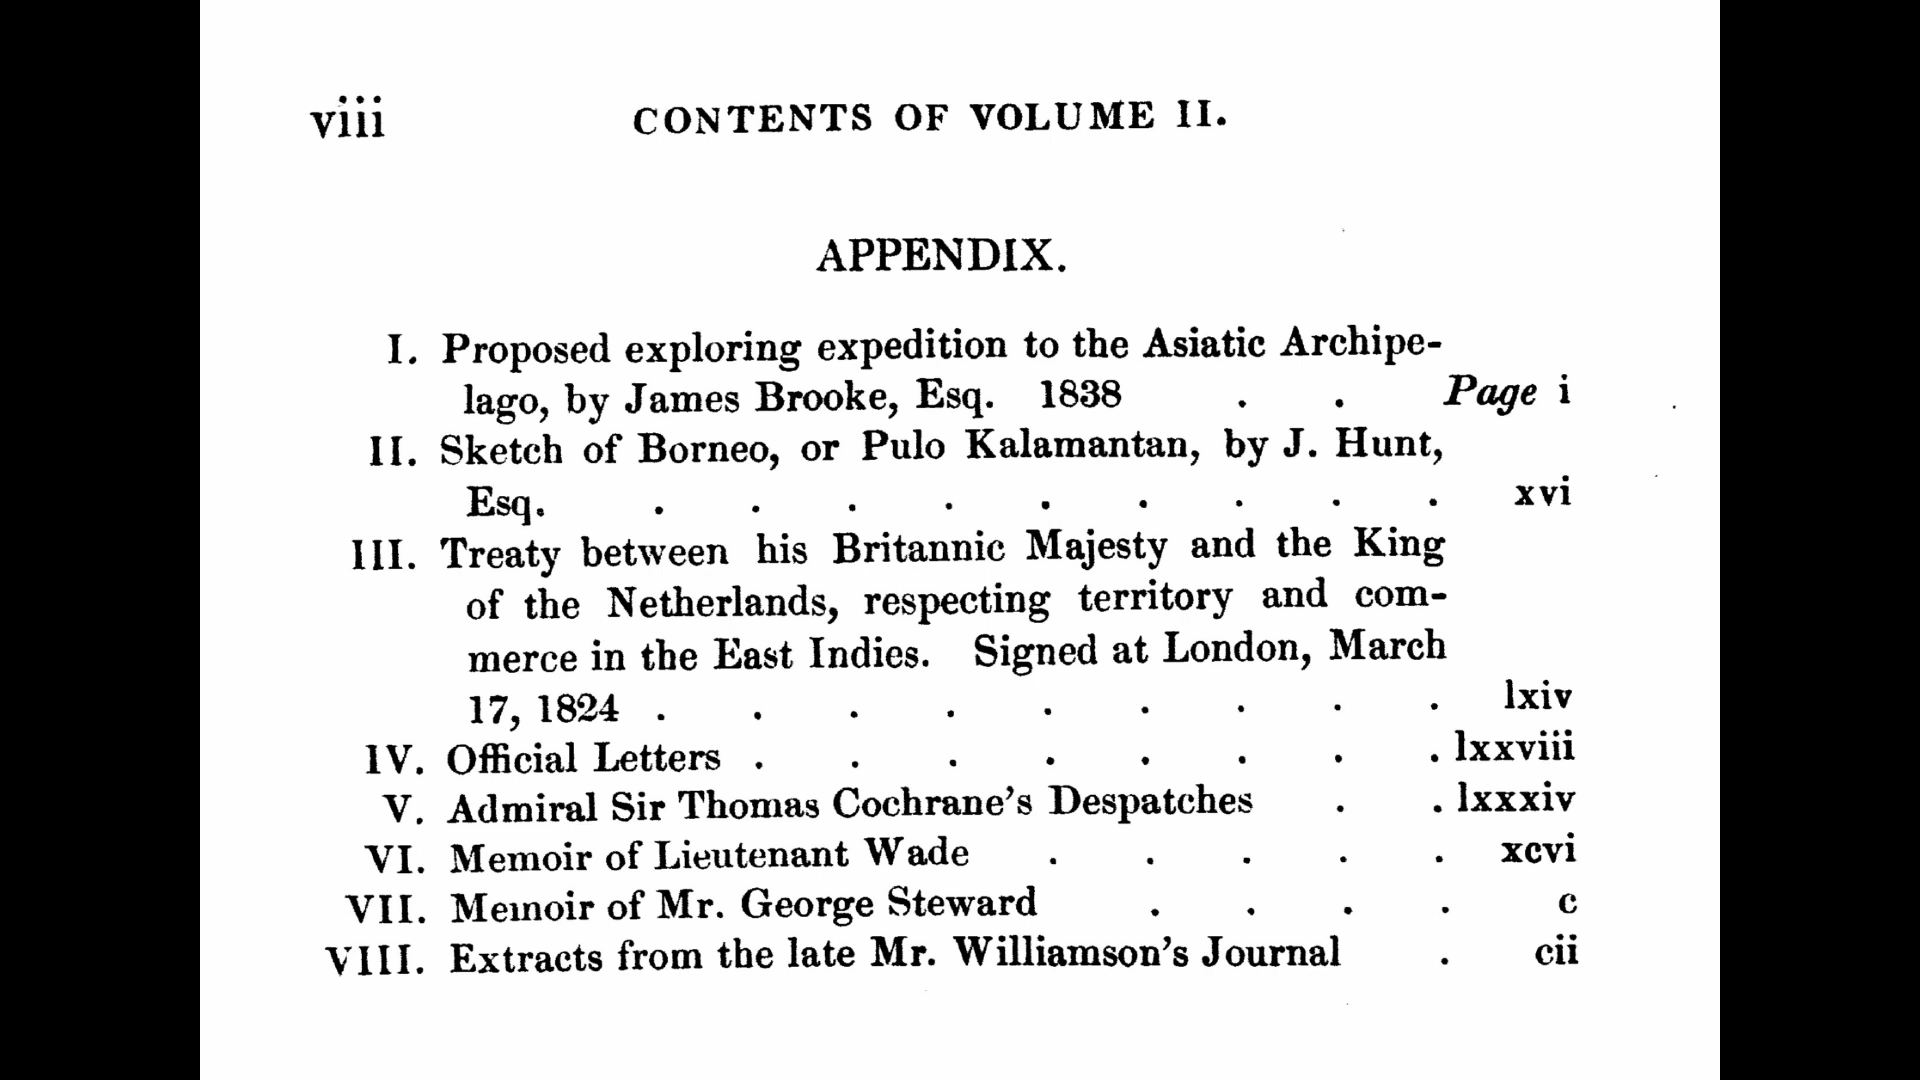 viii CONTENTS OF VOLUME II.
APPENDIX.
I. Proposed exploring expedition to the Asiatic Archipe-
lago, by James Brooke, Esq. 1838 . . Page i
II. Sketch of Borneo, or Pulo Kalamantan, by J. Hunt,
Esq. . . . . . . . . . xvi
III. Treaty between his Britannic Majesty and the King
of the Netherlands, respecting territory and com-
merce in the East Indies. Signed at London, March
17, 1824 . . . . . . . . . lxiv
IV. Official Letters . . . . . . . . lxxviii
V. Admiral Sir Thomas Cochrane's Despatches . . lxxxiv
VI. Memoir of Lieutenant Wade . . . . . xcvi
VII. Memoir of Mr. George Steward . . . . c
VIII. Extracts from the late Mr. Williamson's Journal . cii